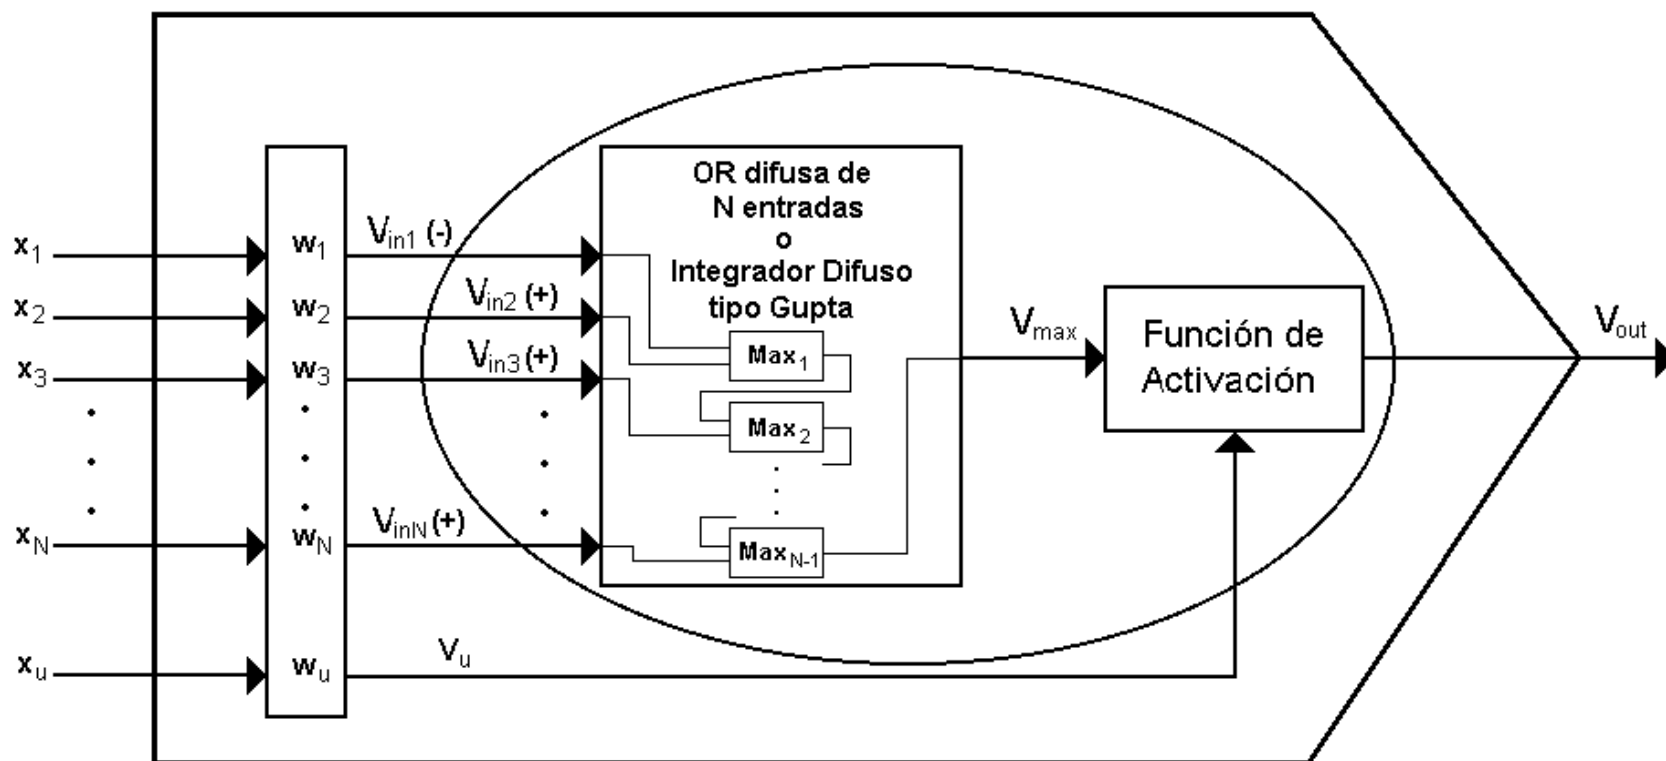 OR difusa de
N entradas
o
Integrador Difuso
tipo Gupta
x1
w1
Vin1 (-)
x2
w2
Vin2 (+)
x3
w3
Vin3 (+)
Max1
Max2
Vmax
Función de
Activación
Vout
xN
wN
VinN (+)
MaxN-1
xu
wu
Vu